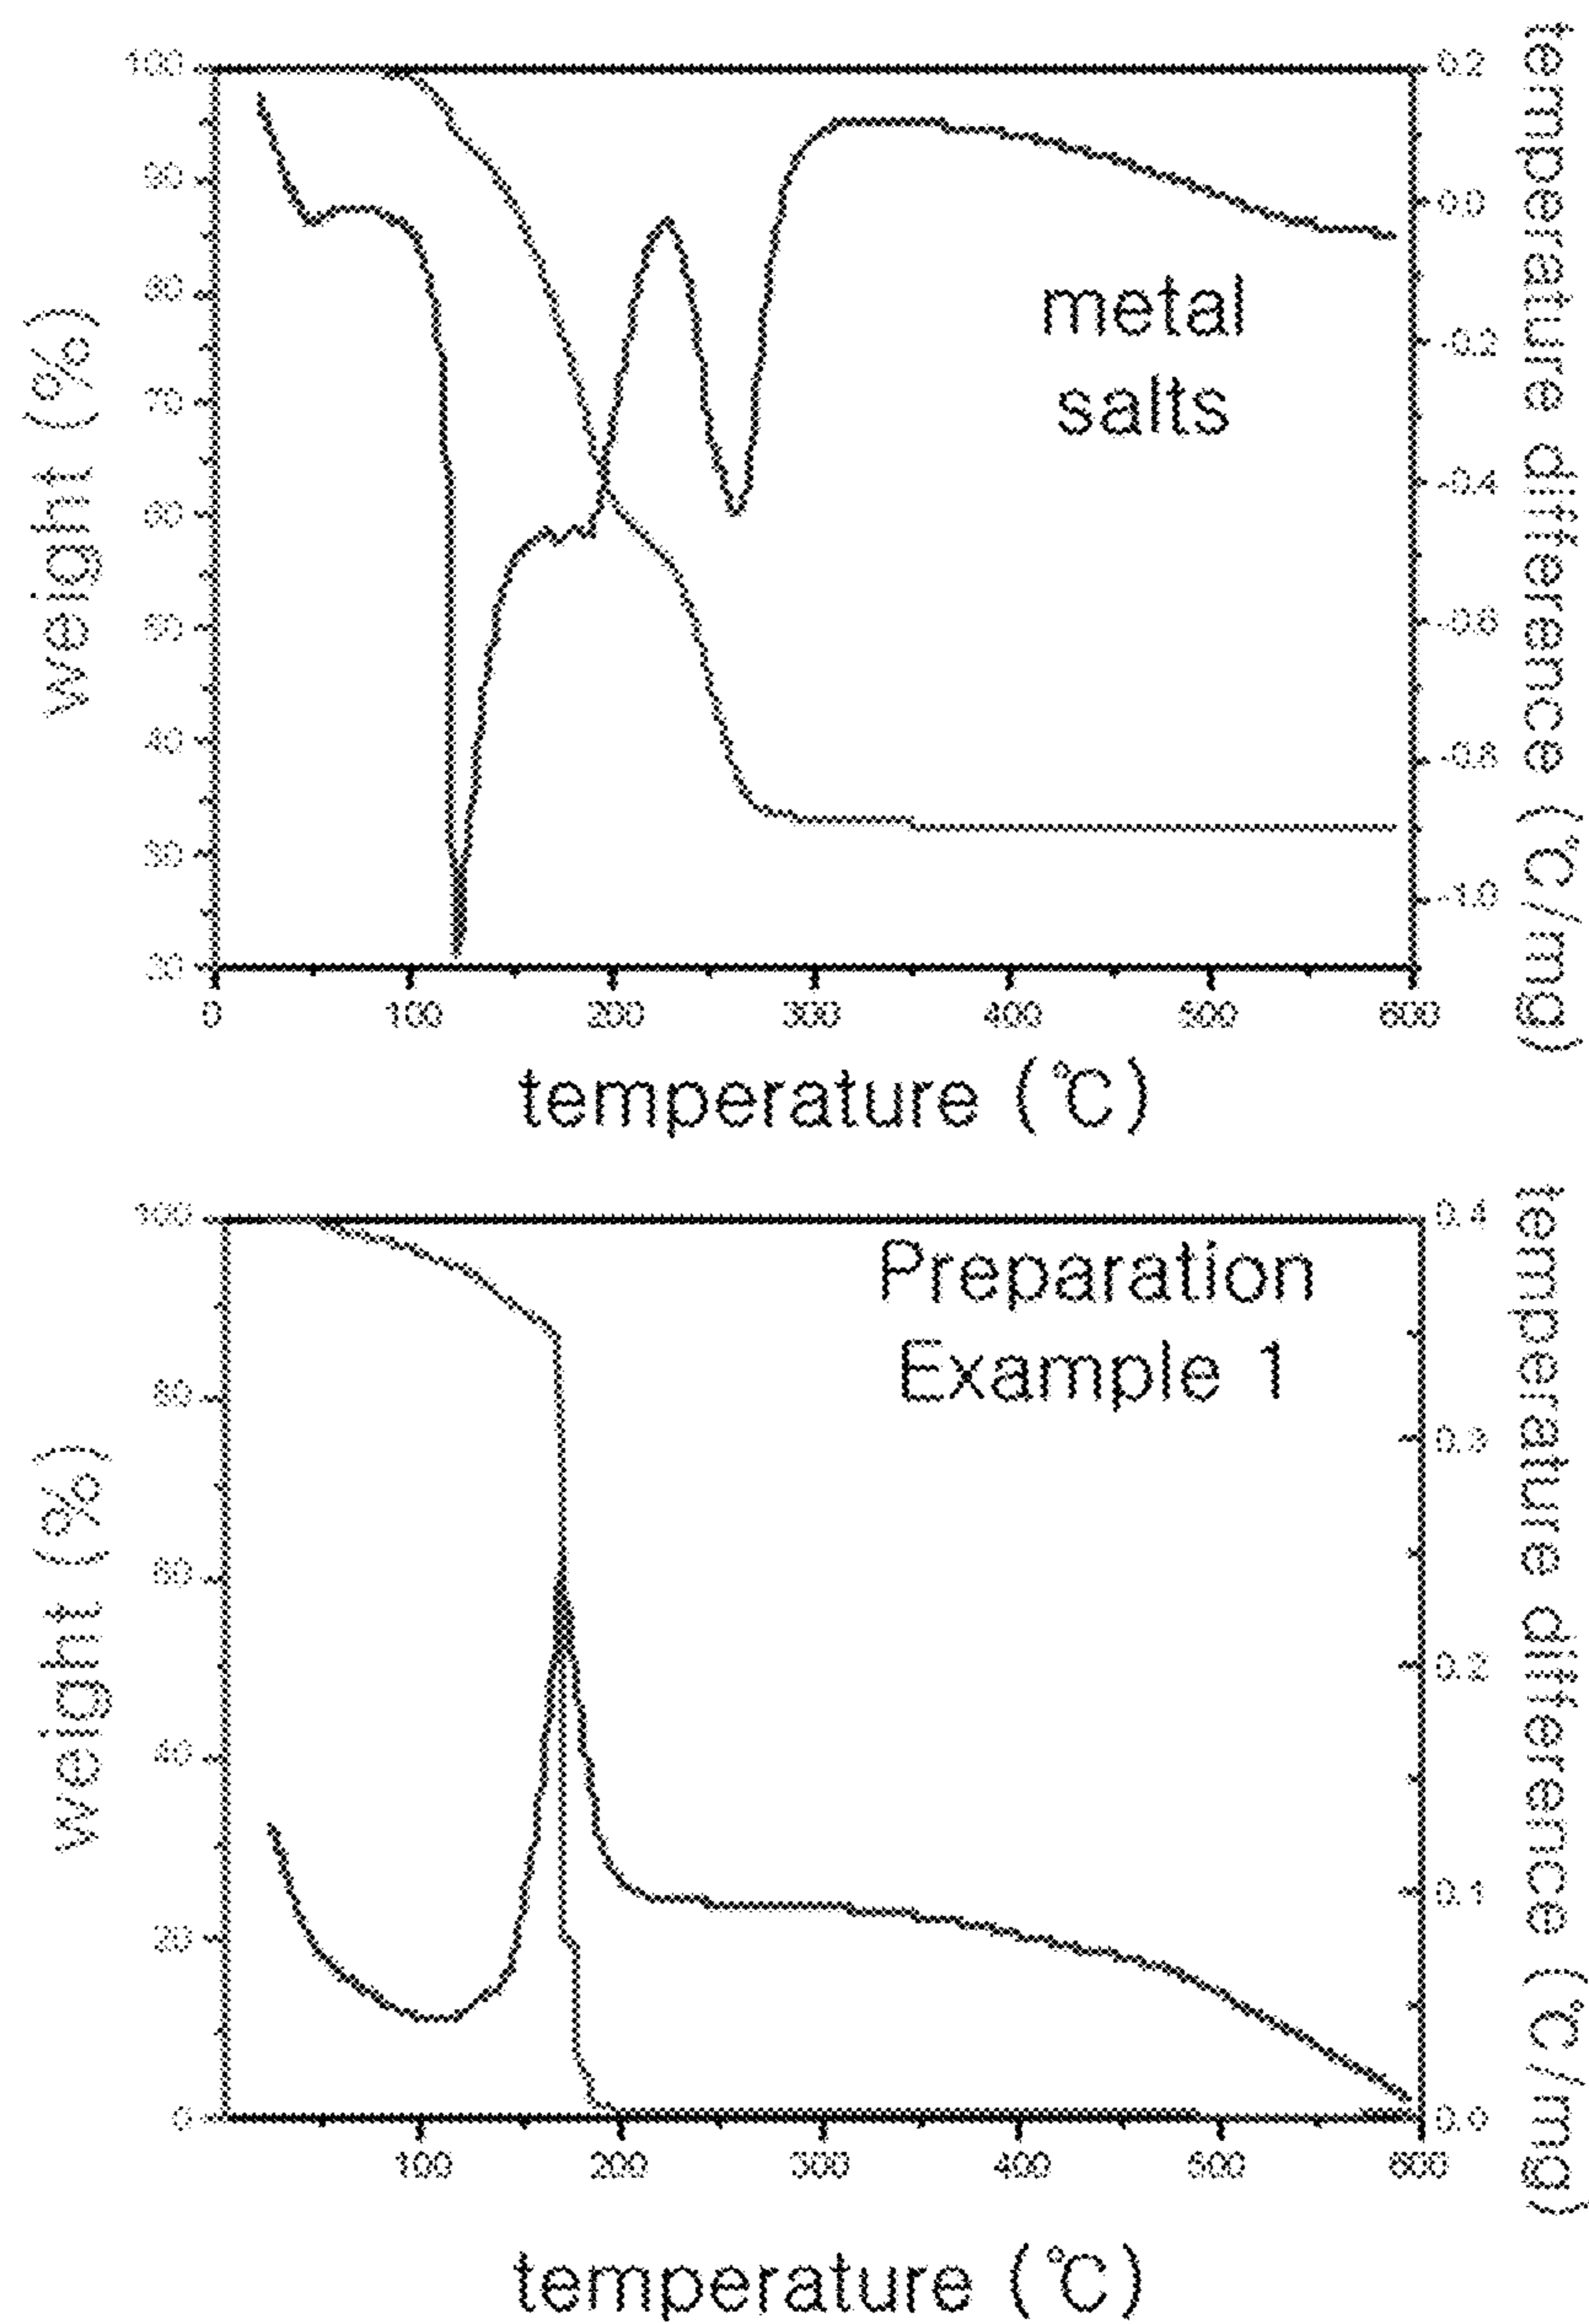 100
90
80
70
60
50
40
30
20
weight (%)
0.2
0.0
-0.2
-0.4
-0.6
-0.8
-1.0
temperature difference (℃/mg)
metal
salts
0 100 200 300 400 500 600
temperature (℃)
100
80
60
40
20
0
weight (%)
0.4
0.3
0.2
0.1
0.0
temperature difference (℃/mg)
Preparation
Example 1
100 200 300 400 500 600
temperature (℃)